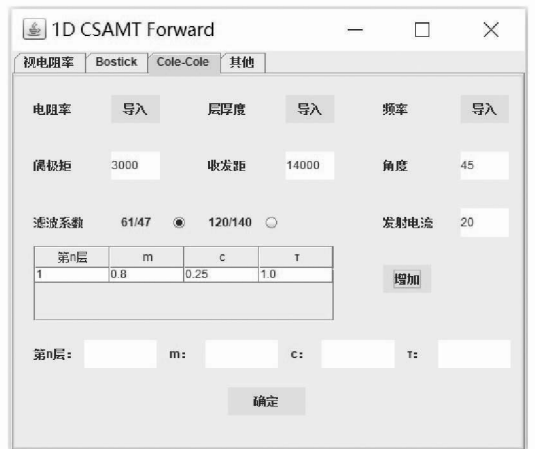 1D CSAMT Forward
视电阻率 Bostick Cole-Cole 其他
电阻率 导入 层厚度 导入 频率 导入
偶极矩 3000 收发距 14000 角度 45
滤波系数 61/47 120/140 发射电流 20
第n层 m c τ
1 0.8 0.25 1.0
增加
第n层: m: c: τ:
确定